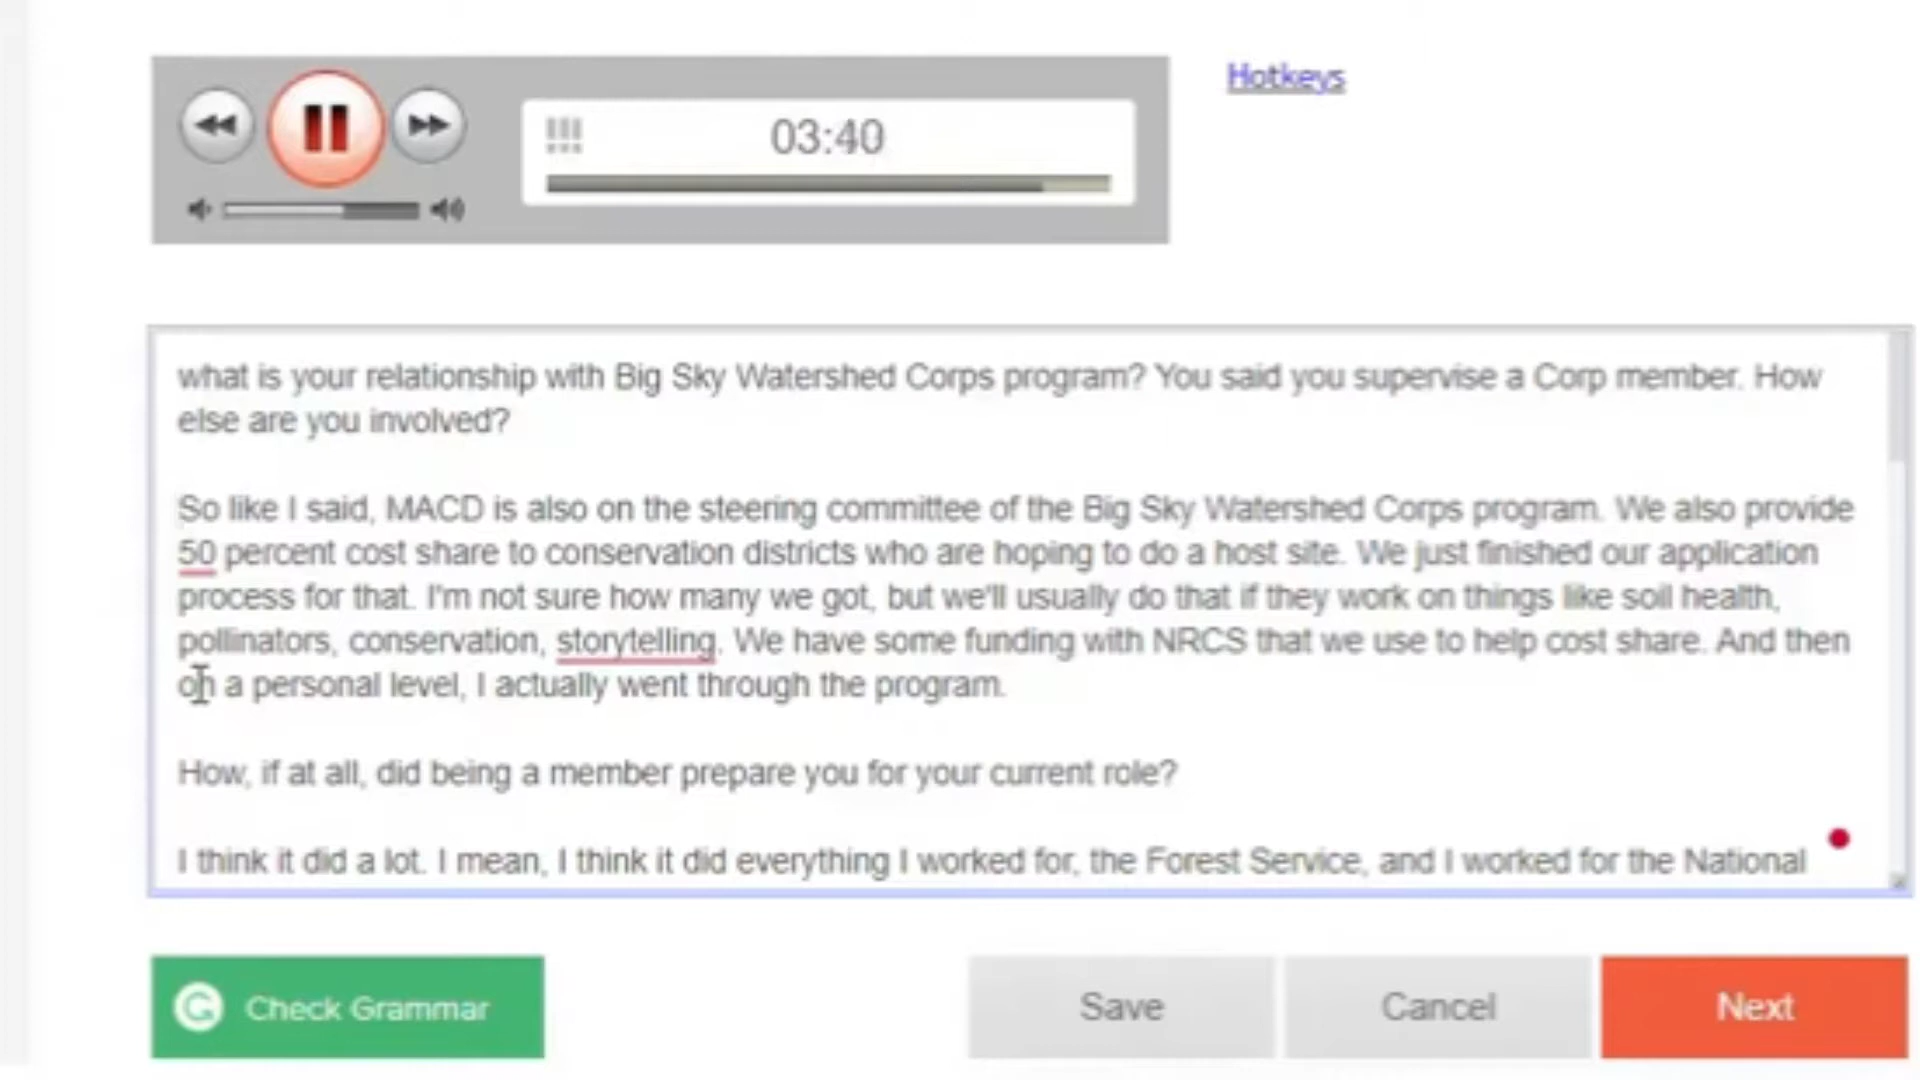 Hotkeys
03:40
what is your relationship with Big Sky Watershed Corps program? You said you supervise a Corp member. How
else are you involved?
So like I said, MACD is also on the steering committee of the Big Sky Watershed Corps program. We also provide
50 percent cost share to conservation districts who are hoping to do a host site. We just finished our application
process for that. I'm not sure how many we got, but we'll usually do that if they work on things like soil health,
pollinators, conservation, storytelling. We have some funding with NRCS that we use to help cost share. And then
on a personal level, I actually went through the program.
How, if at all, did being a member prepare you for your current role?
I think it did a lot. I mean, I think it did everything I worked for, the Forest Service, and I worked for the National
Check Grammar
Save
Cancel
Next